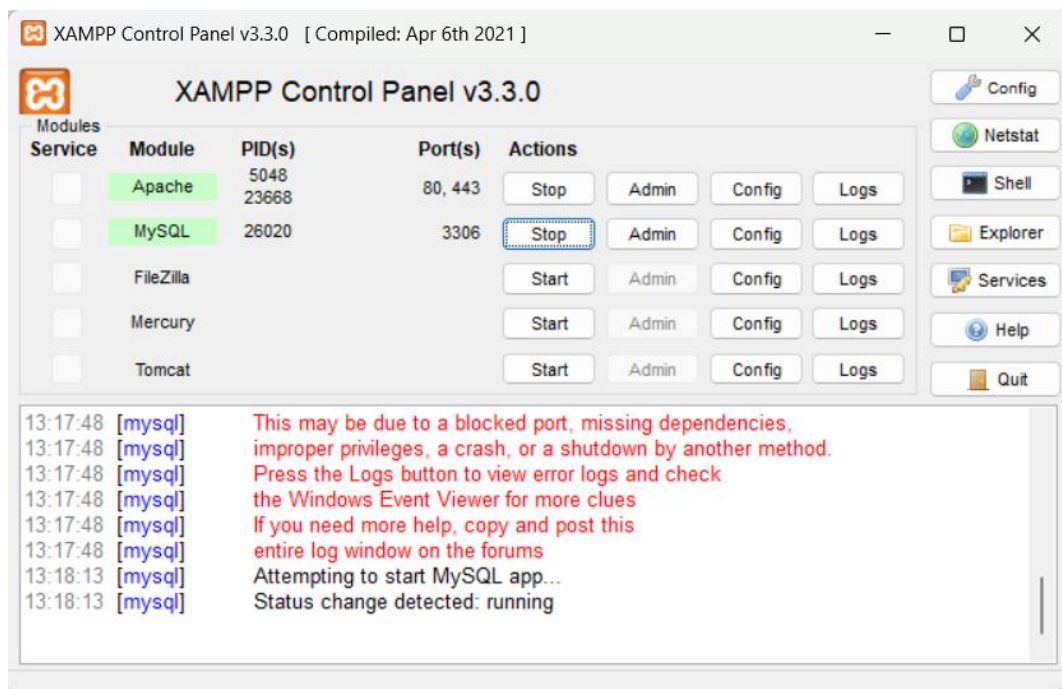 XAMPP Control Panel v3.3.0 [ Compiled: Apr 6th 2021 ]
XAMPP Control Panel v3.3.0
Config
Modules
Netstat
Service Module PID(s) Port(s) Actions
Apache 5048 23668 80, 443 Stop Admin Config Logs
Shell
MySQL 26020 3306 Stop Admin Config Logs
Explorer
FileZilla Start Admin Config Logs
Services
Mercury Start Admin Config Logs
Help
Tomcat Start Admin Config Logs
Quit
13:17:48 [mysql] This may be due to a blocked port, missing dependencies,
13:17:48 [mysql] improper privileges, a crash, or a shutdown by another method.
13:17:48 [mysql] Press the Logs button to view error logs and check
13:17:48 [mysql] the Windows Event Viewer for more clues
13:17:48 [mysql] If you need more help, copy and post this
13:17:48 [mysql] entire log window on the forums
13:18:13 [mysql] Attempting to start MySQL app...
13:18:13 [mysql] Status change detected: running